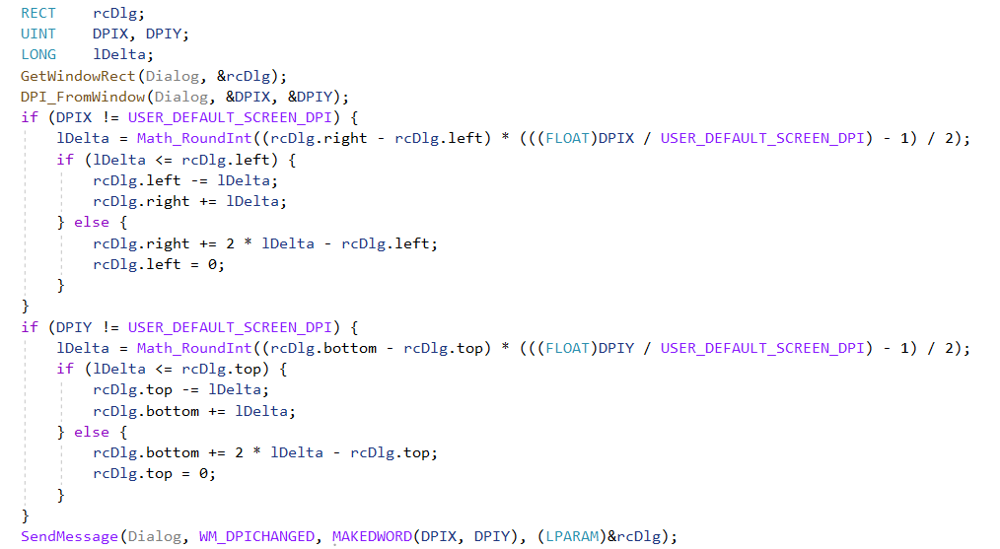 RECT    rcDlg;
UINT    DPIX, DPIY;
LONG    lDelta;
GetWindowRect(Dialog, &rcDlg);
DPI_FromWindow(Dialog, &DPIX, &DPIY);
if (DPIX != USER_DEFAULT_SCREEN_DPI) {
    lDelta = Math_RoundInt((rcDlg.right - rcDlg.left) * (((FLOAT)DPIX / USER_DEFAULT_SCREEN_DPI) - 1) / 2);
    if (lDelta <= rcDlg.left) {
        rcDlg.left -= lDelta;
        rcDlg.right += lDelta;
    } else {
        rcDlg.right += 2 * lDelta - rcDlg.left;
        rcDlg.left = 0;
    }
}
if (DPIY != USER_DEFAULT_SCREEN_DPI) {
    lDelta = Math_RoundInt((rcDlg.bottom - rcDlg.top) * (((FLOAT)DPIY / USER_DEFAULT_SCREEN_DPI) - 1) / 2);
    if (lDelta <= rcDlg.top) {
        rcDlg.top -= lDelta;
        rcDlg.bottom += lDelta;
    } else {
        rcDlg.bottom += 2 * lDelta - rcDlg.top;
        rcDlg.top = 0;
    }
}
SendMessage(Dialog, WM_DPICHANGED, MAKEDWORD(DPIX, DPIY), (LPARAM)&rcDlg);